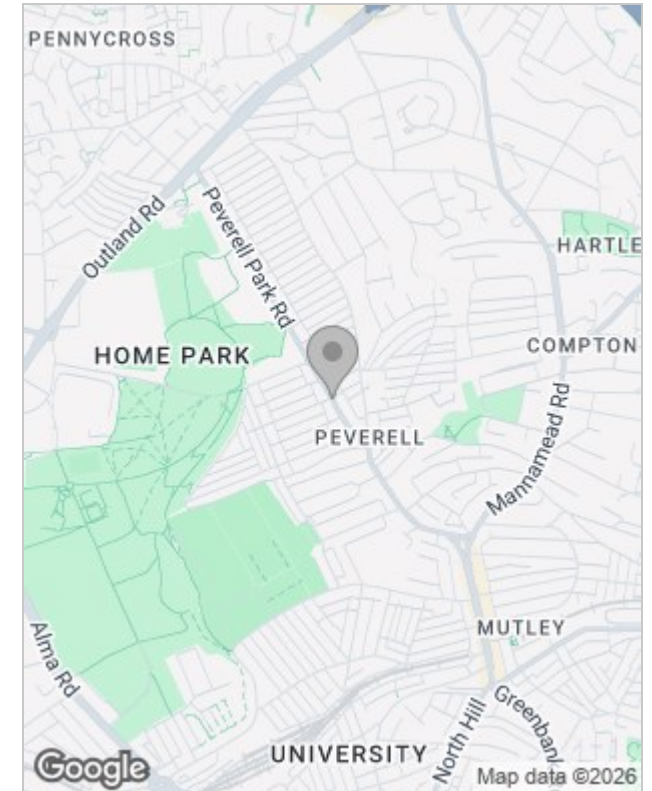 PENNYCROSS
Outland Rd
Peverell Park Rd
HARTLE
HOME PARK
COMPTON
PEVERELL
Mannamead Rd
MUTLEY
Alma Rd
UNIVERSITY
North Hill
Greenban
Google
Map data ©2026